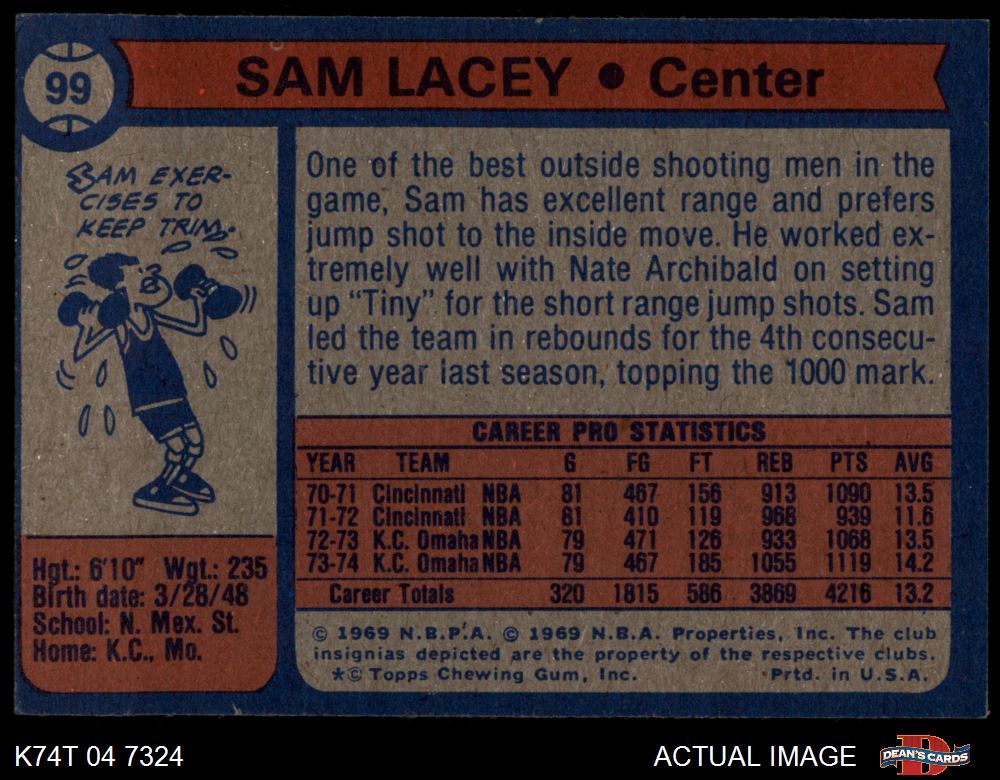 99
SAM LACEY • Center
SAM EXER-
CISES TO
KEEP TRIM.
One of the best outside shooting men in the
game, Sam has excellent range and prefers
jump shot to the inside move. He worked ex-
tremely well with Nate Archibald on setting
up “Tiny” for the short range jump shots. Sam
led the team in rebounds for the 4th consecu-
tive year last season, topping the 1000 mark.
CAREER PRO STATISTICS
YEAR TEAM G FG FT REB PTS AVG
70-71 Cincinnati NBA 81 467 156 913 1090 13.5
71-72 Cincinnati NBA 81 410 119 968 939 11.6
72-73 K.C. Omaha NBA 79 471 126 933 1068 13.5
73-74 K.C. Omaha NBA 79 467 185 1055 1119 14.2
Career Totals 320 1815 586 3869 4216 13.2
Hgt.: 6'10" Wgt.: 235
Birth date: 3/28/48
School: N. Mex. St.
Home: K.C., Mo.
© 1969 N.B.P.A. © 1969 N.B.A. Properties, Inc. The club
insignias depicted are the property of the respective clubs.
*© Topps Chewing Gum, Inc. Prtd. in U.S.A.
K74T 04 7324 ACTUAL IMAGE D DEAN'S CARDS